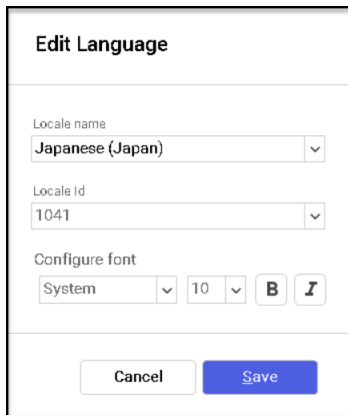 Edit Language
Locale name
Japanese (Japan)
Locale Id
1041
Configure font
System 10 B I
Cancel Save